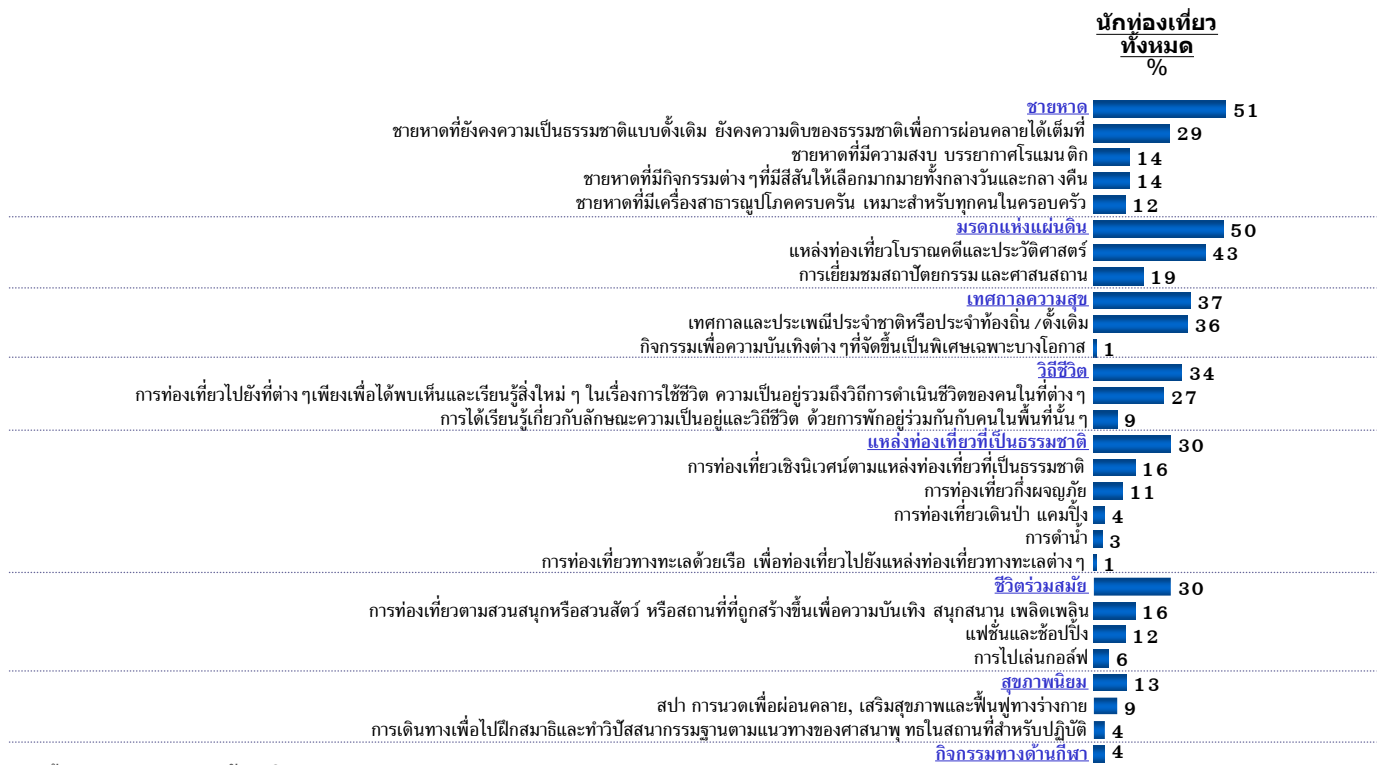 นักท่องเที่ยว
ทั้งหมด
%
ชายหาด 51
ชายหาดที่ยังคงความเป็นธรรมชาติแบบดั้งเดิม ยังคงความดิบของธรรมชาติเพื่อการผ่อนคลายได้เต็มที่ 29
ชายหาดที่มีความสงบ บรรยากาศโรแมนติก 14
ชายหาดที่มีกิจกรรมต่างๆที่มีสีสันให้เลือกมากมายทั้งกลางวันและกลางคืน 14
ชายหาดที่มีเครื่องสาธารณูปโภคครบครัน เหมาะสำหรับทุกคนในครอบครัว 12
มรดกแห่งแผ่นดิน 50
แหล่งท่องเที่ยวโบราณคดีและประวัติศาสตร์ 43
การเยี่ยมชมสถาปัตยกรรมและศาสนสถาน 19
เทศกาลความสุข 37
เทศกาลและประเพณีประจำชาติหรือประจำท้องถิ่น/ดั้งเดิม 36
กิจกรรมเพื่อความบันเทิงต่างๆที่จัดขึ้นเป็นพิเศษเฉพาะบางโอกาส 1
วิถีชีวิต 34
การท่องเที่ยวไปยังที่ต่างๆเพียงเพื่อได้พบเห็นและเรียนรู้สิ่งใหม่ ๆ ในเรื่องการใช้ชีวิต ความเป็นอยู่รวมถึงวิถีการดำเนินชีวิตของคนในที่ต่างๆ 27
การได้เรียนรู้เกี่ยวกับลักษณะความเป็นอยู่และวิถีชีวิต ด้วยการพักอยู่ร่วมกันกับคนในพื้นที่นั้นๆ 9
แหล่งท่องเที่ยวที่เป็นธรรมชาติ 30
การท่องเที่ยวเชิงนิเวศน์ตามแหล่งท่องเที่ยวที่เป็นธรรมชาติ 16
การท่องเที่ยวกึ่งผจญภัย 11
การท่องเที่ยวเดินป่า แคมปิ้ง 4
การดำน้ำ 3
การท่องเที่ยวทางทะเลด้วยเรือ เพื่อท่องเที่ยวไปยังแหล่งท่องเที่ยวทางทะเลต่างๆ 1
ชีวิตร่วมสมัย 30
การท่องเที่ยวตามสวนสนุกหรือสวนสัตว์ หรือสถานที่ที่ถูกสร้างขึ้นเพื่อความบันเทิง สนุกสนาน เพลิดเพลิน 16
แฟชั่นและช้อปปิ้ง 12
การไปเล่นกอล์ฟ 6
สุขภาพนิยม 13
สปา การนวดเพื่อผ่อนคลาย, เสริมสุขภาพและฟื้นฟูทางร่างกาย 9
การเดินทางเพื่อไปฝึกสมาธิและทำวิปัสสนากรรมฐานตามแนวทางของศาสนาพุทธในสถานที่สำหรับปฏิบัติ 4
กิจกรรมทางด้านกีฬา 4